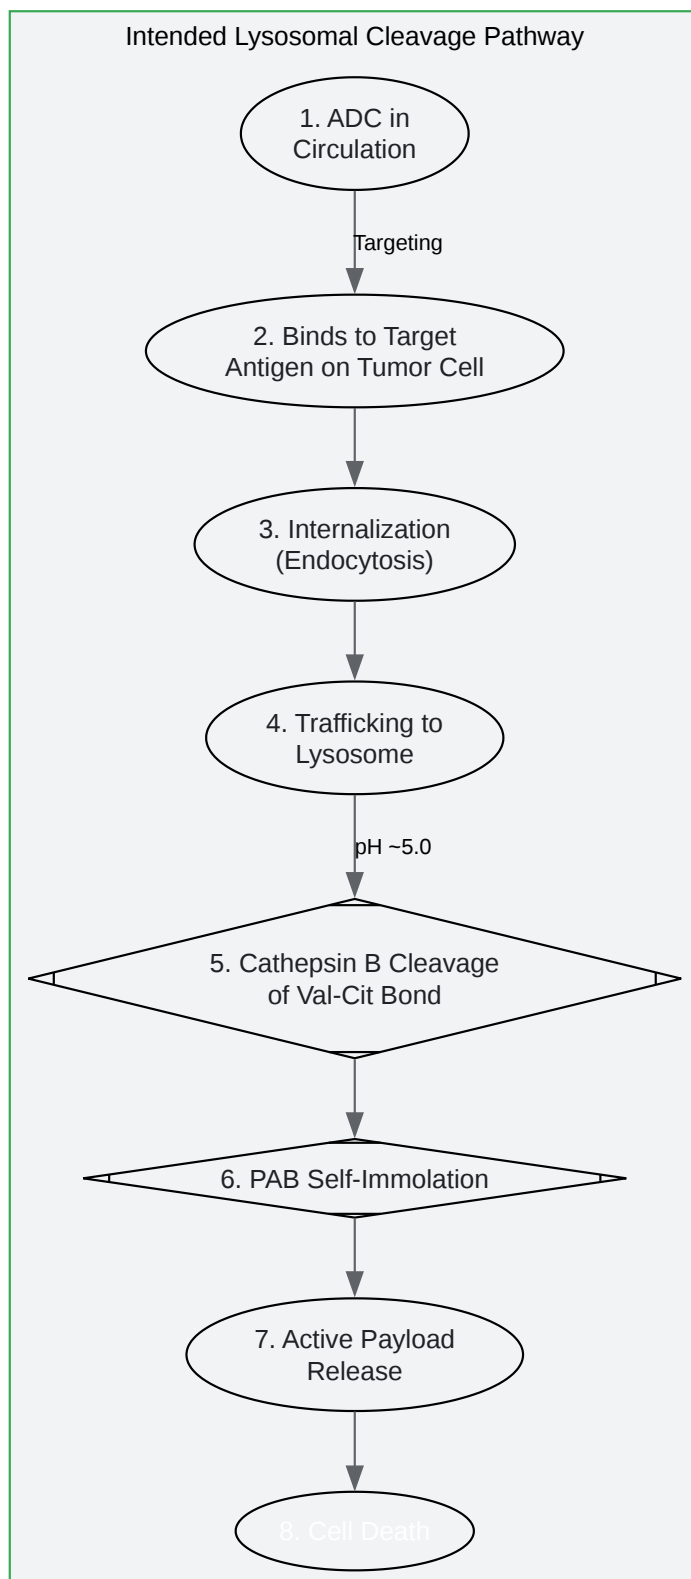 Intended Lysosomal Cleavage Pathway
1. ADC in
Circulation
Targeting
2. Binds to Target
Antigen on Tumor Cell
3. Internalization
(Endocytosis)
4. Trafficking to
Lysosome
pH ~5.0
5. Cathepsin B Cleavage
of Val-Cit Bond
6. PAB Self-Immolation
7. Active Payload
Release
8. Cell Death